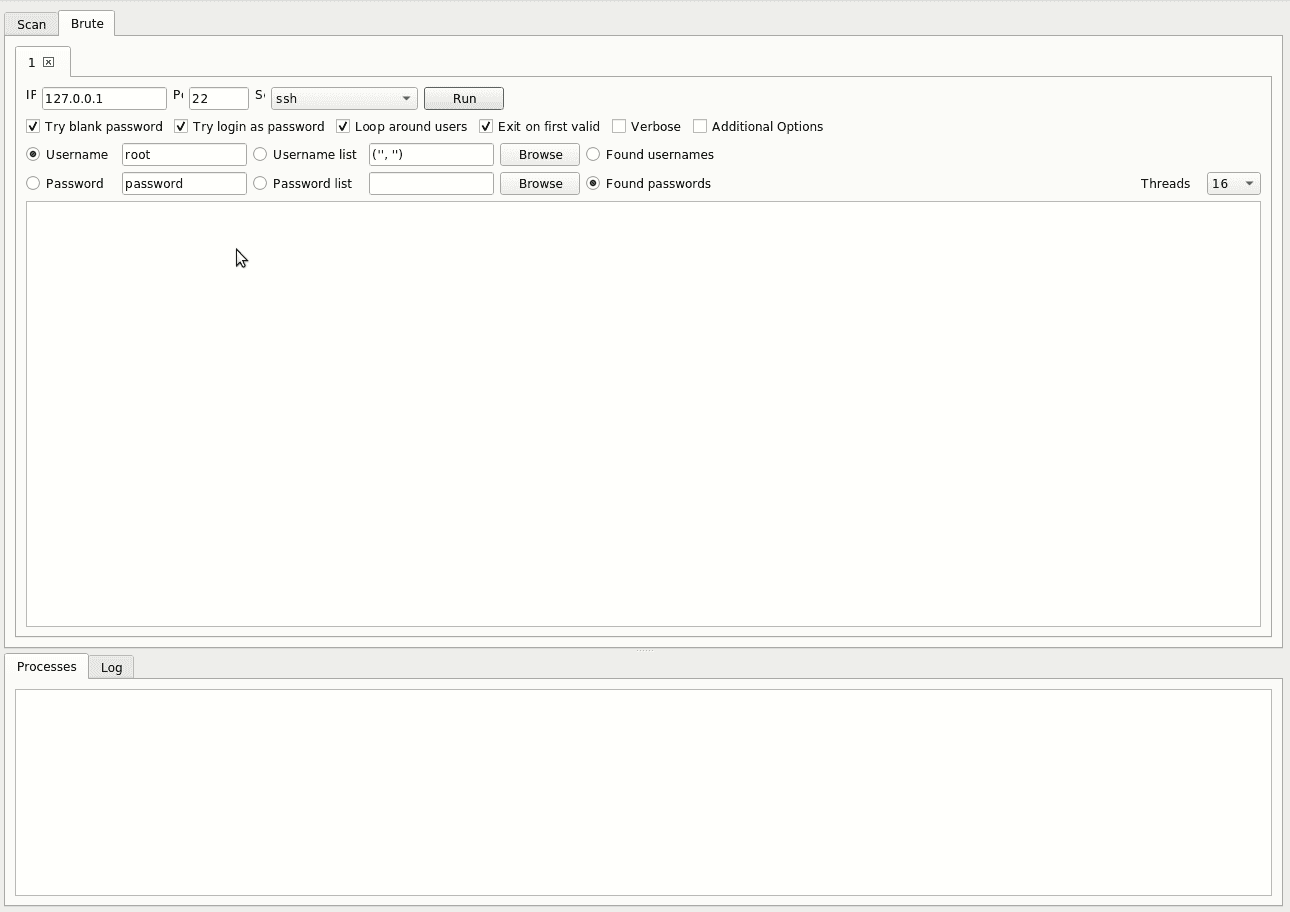 Scan Brute
1
IP 127.0.0.1 Po 22 Se ssh Run
Try blank password Try login as password Loop around users Exit on first valid Verbose Additional Options
Username root Username list ('', '') Browse Found usernames
Password password Password list Browse Found passwords Threads 16
Processes Log